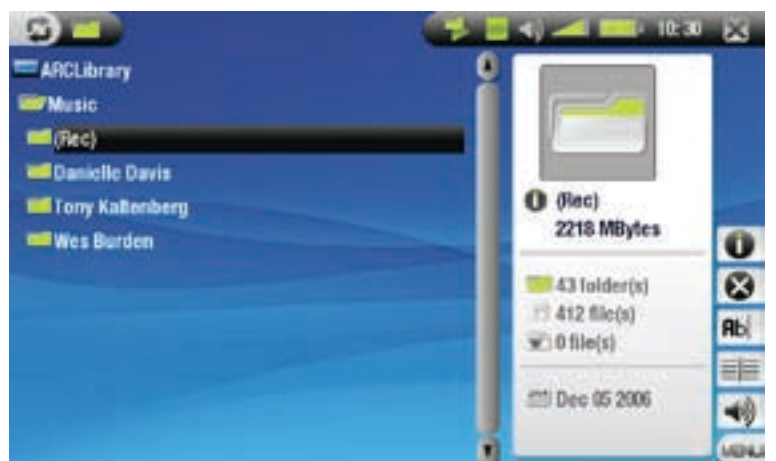 10:30
ARCLibrary
Music
(Rec)
Danielle Davis
Tony Kaltenberg
Wes Burden
(Rec)
2218 MBytes
43 folder(s)
412 file(s)
0 file(s)
Dec 05 2006
Ab
MENU